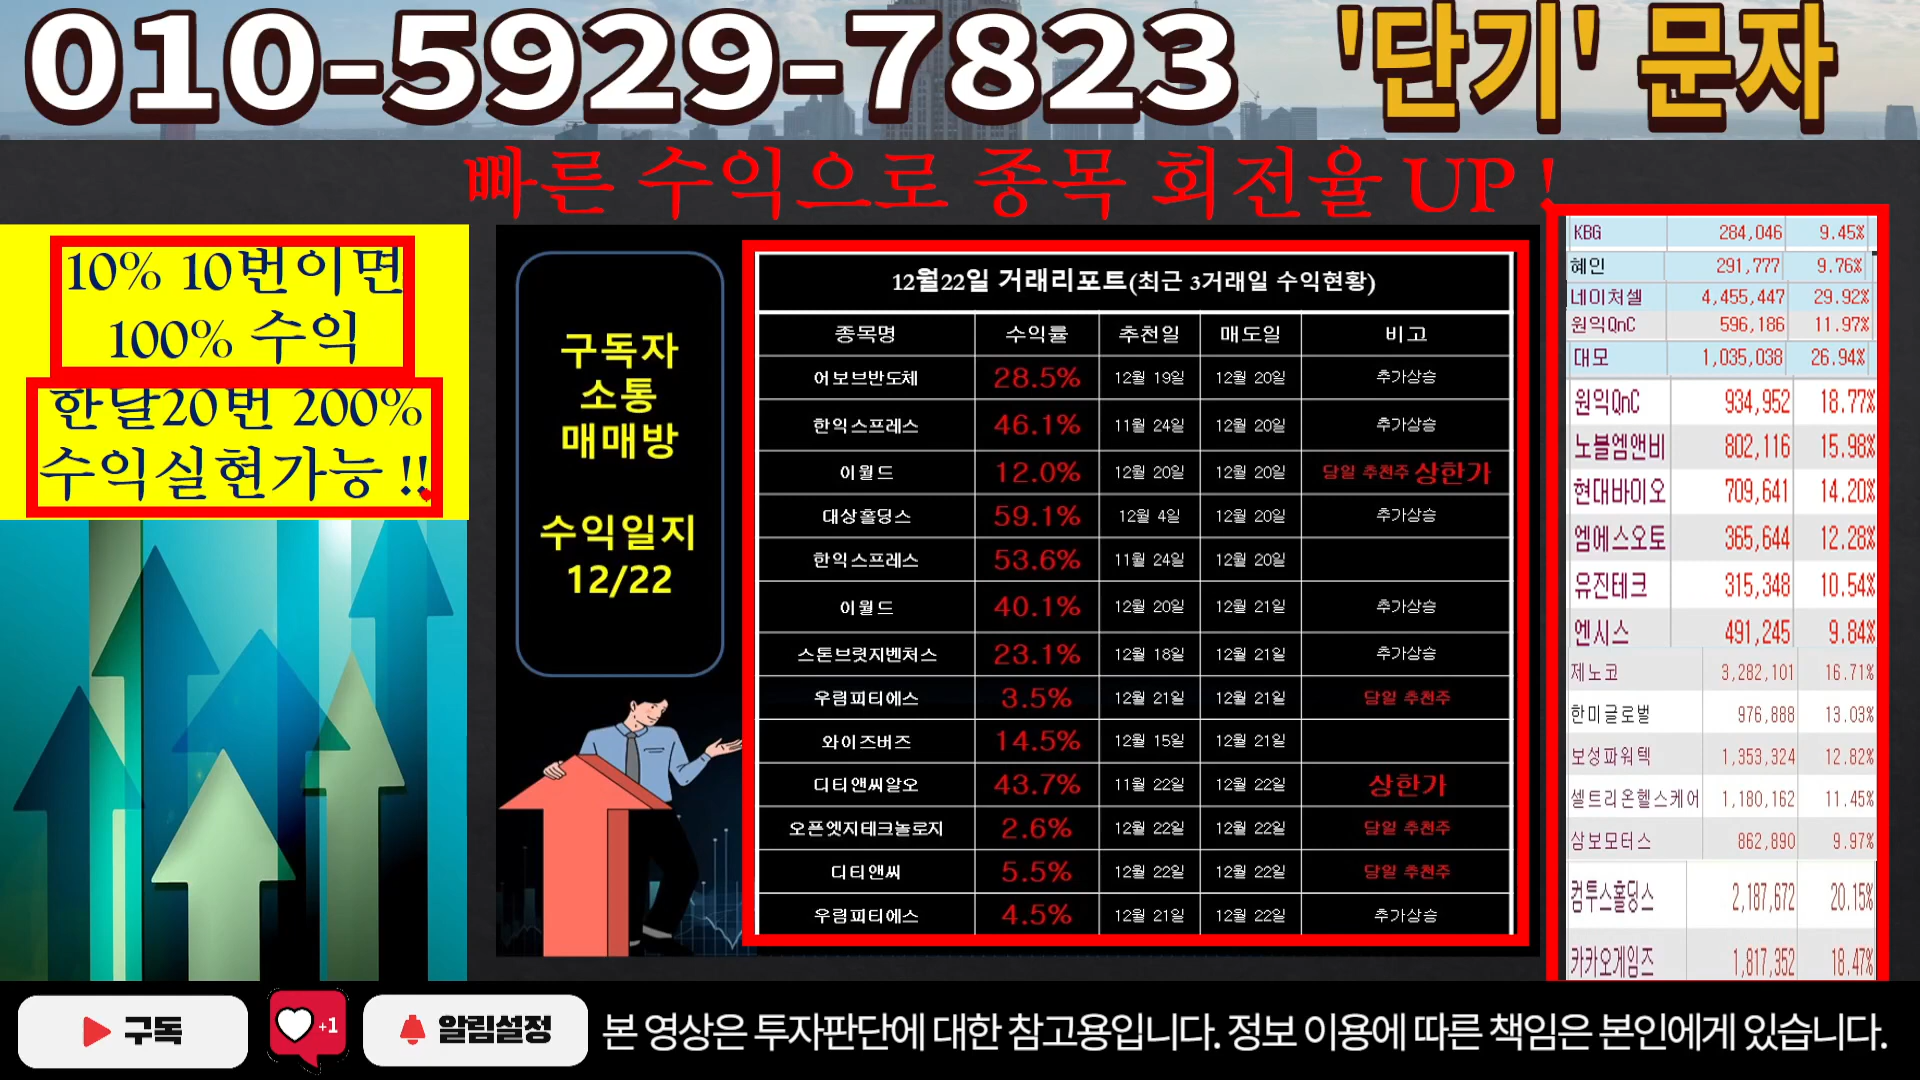 010-5929-7823 '단기' 문자
빠른 수익으로 종목 회전율 UP !
10% 10번이면
100% 수익
한달20번 200%
수익실현가능 !!
구독자
소통
매매방
수익일지
12/22
12월22일 거래리포트(최근 3거래일 수익현황)
종목명 수익률 추천일 매도일 비고
어보브반도체 28.5% 12월 19일 12월 20일 추가상승
한익스프레스 46.1% 11월 24일 12월 20일 추가상승
이월드 12.0% 12월 20일 12월 20일 당일 추천주 상한가
대상홀딩스 59.1% 12월 4일 12월 20일 추가상승
한익스프레스 53.6% 11월 24일 12월 20일
이월드 40.1% 12월 20일 12월 21일 추가상승
스톤브릿지벤처스 23.1% 12월 18일 12월 21일 추가상승
우림피티에스 3.5% 12월 21일 12월 21일 당일 추천주
와이즈버즈 14.5% 12월 15일 12월 21일
디티앤씨알오 43.7% 11월 22일 12월 22일 상한가
오픈엣지테크놀로지 2.6% 12월 22일 12월 22일 당일 추천주
디티앤씨 5.5% 12월 22일 12월 22일 당일 추천주
우림피티에스 4.5% 12월 21일 12월 22일 추가상승
KBG 284,046 9.45%
혜인 291,777 9.76%
네이처셀 4,455,447 29.92%
원익QnC 596,186 11.97%
대모 1,035,038 26.94%
원익QnC 934,952 18.77%
노블엠앤비 802,116 15.98%
현대바이오 709,641 14.20%
엠에스오토 365,644 12.28%
유진테크 315,348 10.54%
엔시스 491,245 9.84%
제노코 3,282,101 16.71%
한미글로벌 976,888 13.03%
보성파워텍 1,353,324 12.82%
셀트리온헬스케어 1,180,162 11.45%
삼보모터스 862,890 9.97%
컴투스홀딩스 2,187,672 20.15%
카카오게임즈 1,817,352 18.47%
구독
+1
알림설정
본 영상은 투자판단에 대한 참고용입니다. 정보 이용에 따른 책임은 본인에게 있습니다.